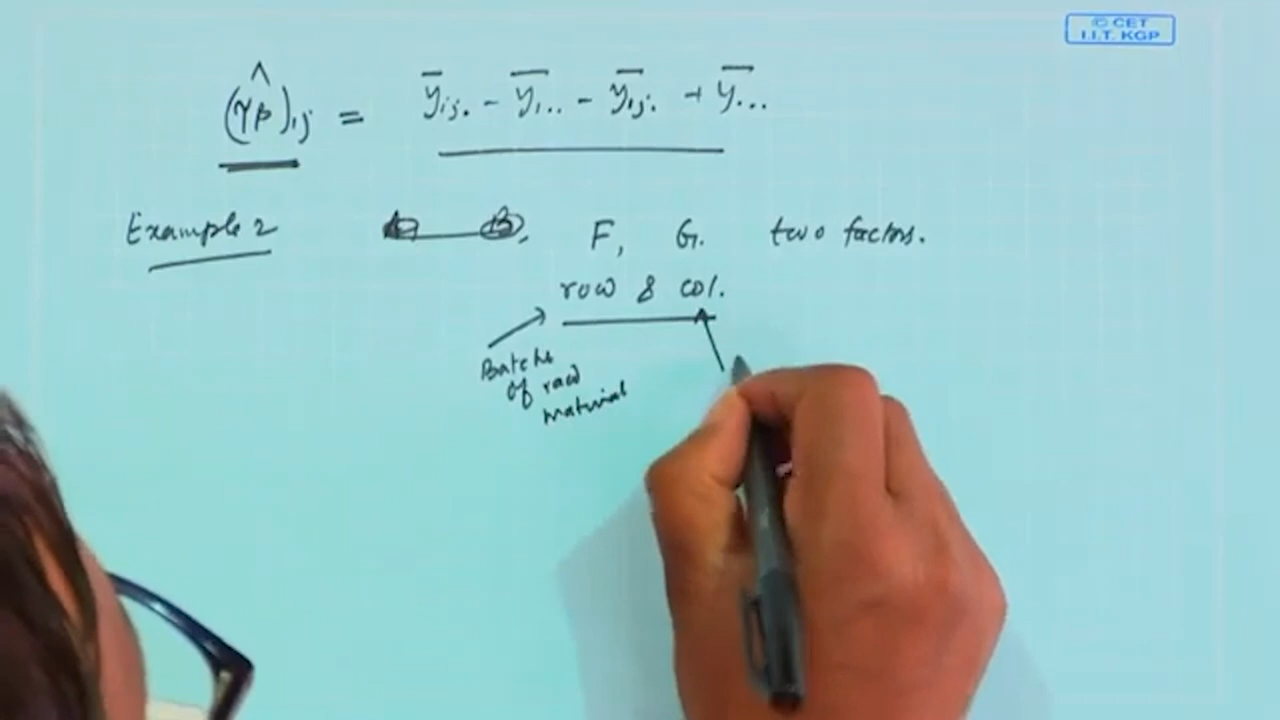 © CET
I.I.T. KGP
(τβ)̂ij = ȳij. - ȳi.. - ȳ.j. + ȳ...
Example 2 F, G. two factors.
row & col.
Batche
of raw
material